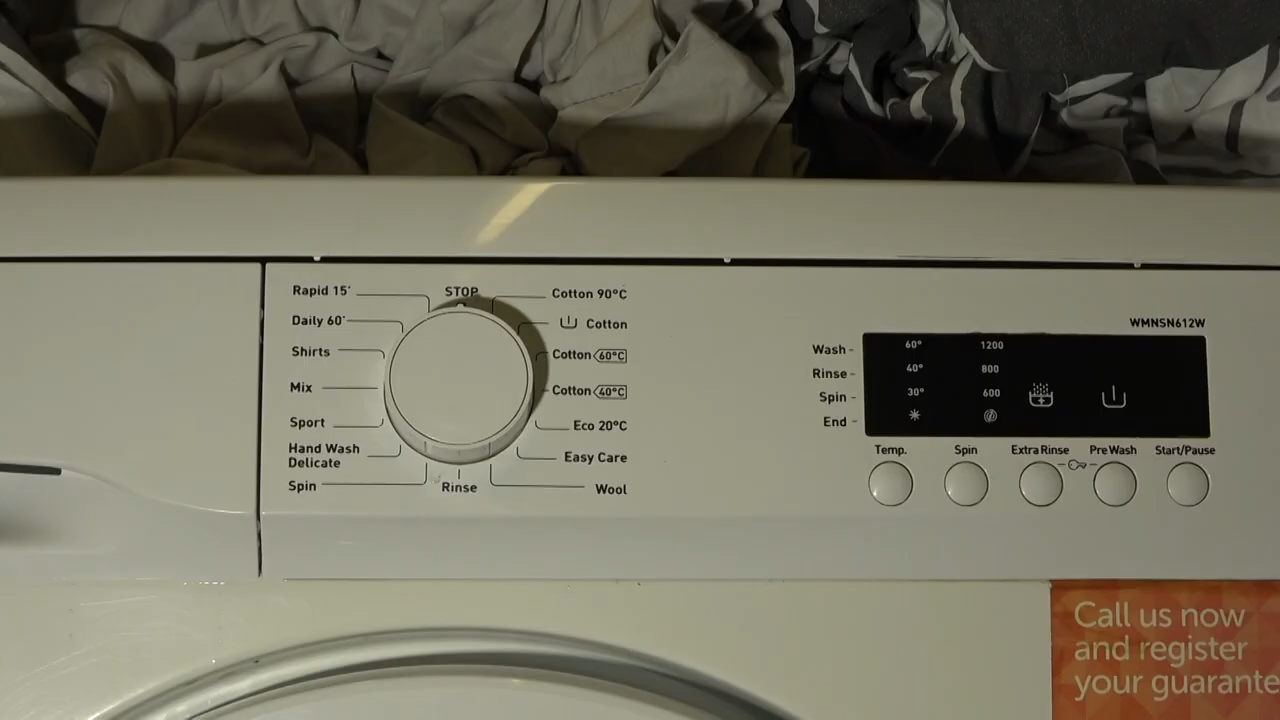 STOP
Rapid 15'
Daily 60'
Shirts
Mix
Sport
Hand Wash
Delicate
Spin
Rinse
Cotton 90°C
Cotton
Cotton 60°C
Cotton 40°C
Eco 20°C
Easy Care
Wool
WMNSN612W
Wash
Rinse
Spin
End
60° 1200
40° 800
30° 600
Temp. Spin Extra Rinse Pre Wash Start/Pause
Call us now
and register
your guarante